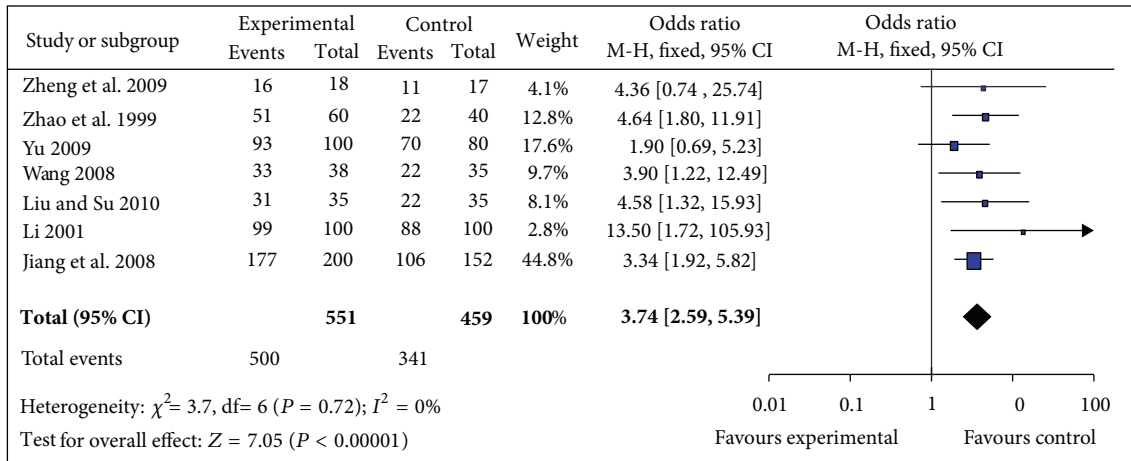 Study or subgroup Experimental Control Weight Odds ratio Odds ratio
Events Total Events Total M-H, fixed, 95% CI M-H, fixed, 95% CI
Zheng et al. 2009 16 18 11 17 4.1% 4.36 [0.74 , 25.74]
Zhao et al. 1999 51 60 22 40 12.8% 4.64 [1.80, 11.91]
Yu 2009 93 100 70 80 17.6% 1.90 [0.69, 5.23]
Wang 2008 33 38 22 35 9.7% 3.90 [1.22, 12.49]
Liu and Su 2010 31 35 22 35 8.1% 4.58 [1.32, 15.93]
Li 2001 99 100 88 100 2.8% 13.50 [1.72, 105.93]
Jiang et al. 2008 177 200 106 152 44.8% 3.34 [1.92, 5.82]
Total (95% CI) 551 459 100% 3.74 [2.59, 5.39]
Total events 500 341
Heterogeneity: χ²= 3.7, df= 6 (P = 0.72); I² = 0%
Test for overall effect: Z = 7.05 (P < 0.00001)
0.01 0.1 1 0 100
Favours experimental Favours control